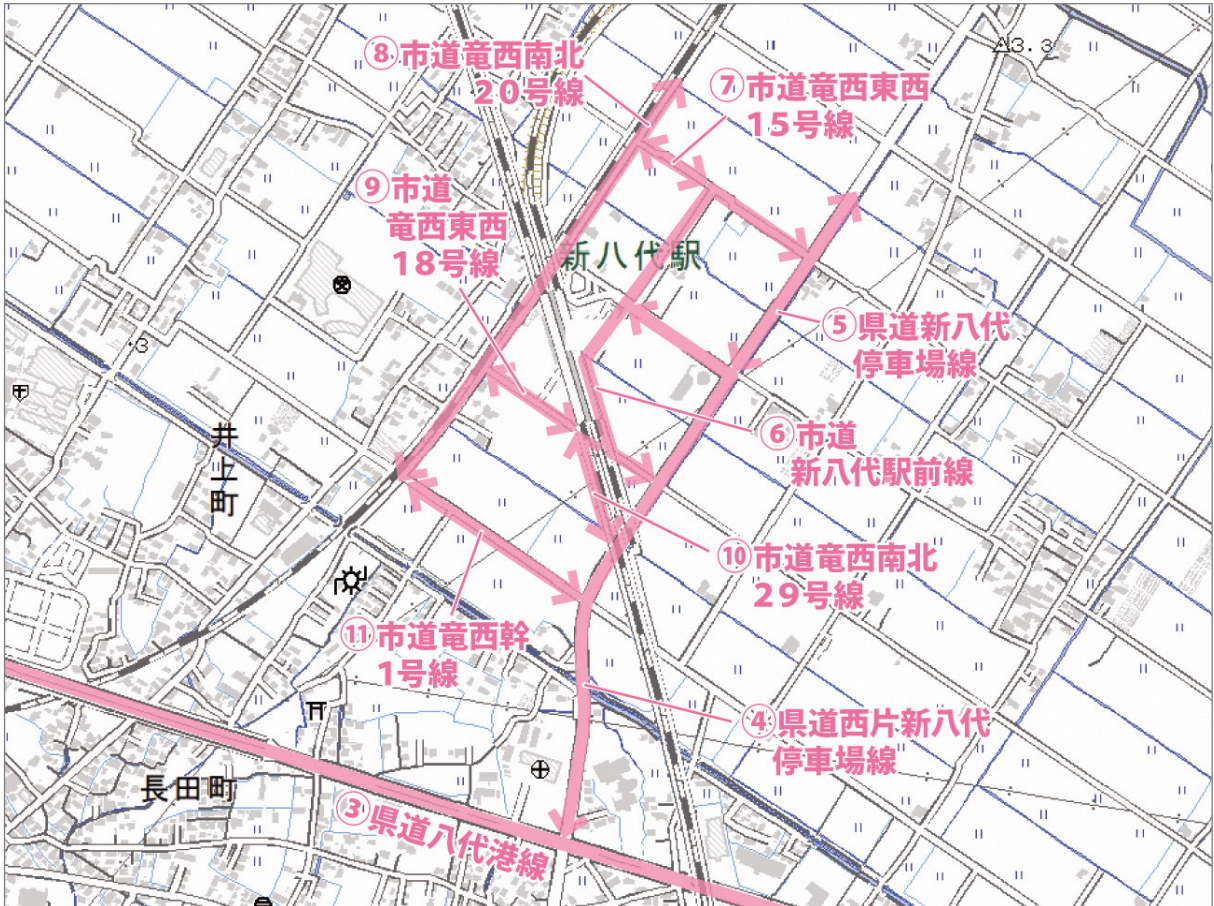 ⑧市道竜西南北
20号線
⑦市道竜西東西
15号線
3.3
⑨市道
竜西東西
18号線
新八代駅
⑤県道新八代
停車場線
3
井上町
⑥市道
新八代駅前線
⑩市道竜西南北
29号線
⑪市道竜西幹
1号線
④県道西片新八代
停車場線
長田町
③県道八代港線